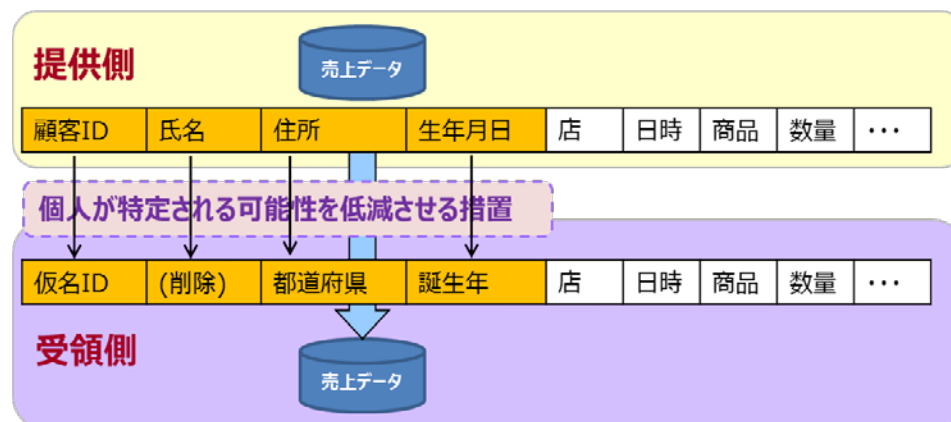 提供側
売上データ
顧客ID 氏名 住所 生年月日 店 日時 商品 数量 ・・・
個人が特定される可能性を低減させる措置
仮名ID (削除) 都道府県 誕生年 店 日時 商品 数量 ・・・
受領側
売上データ